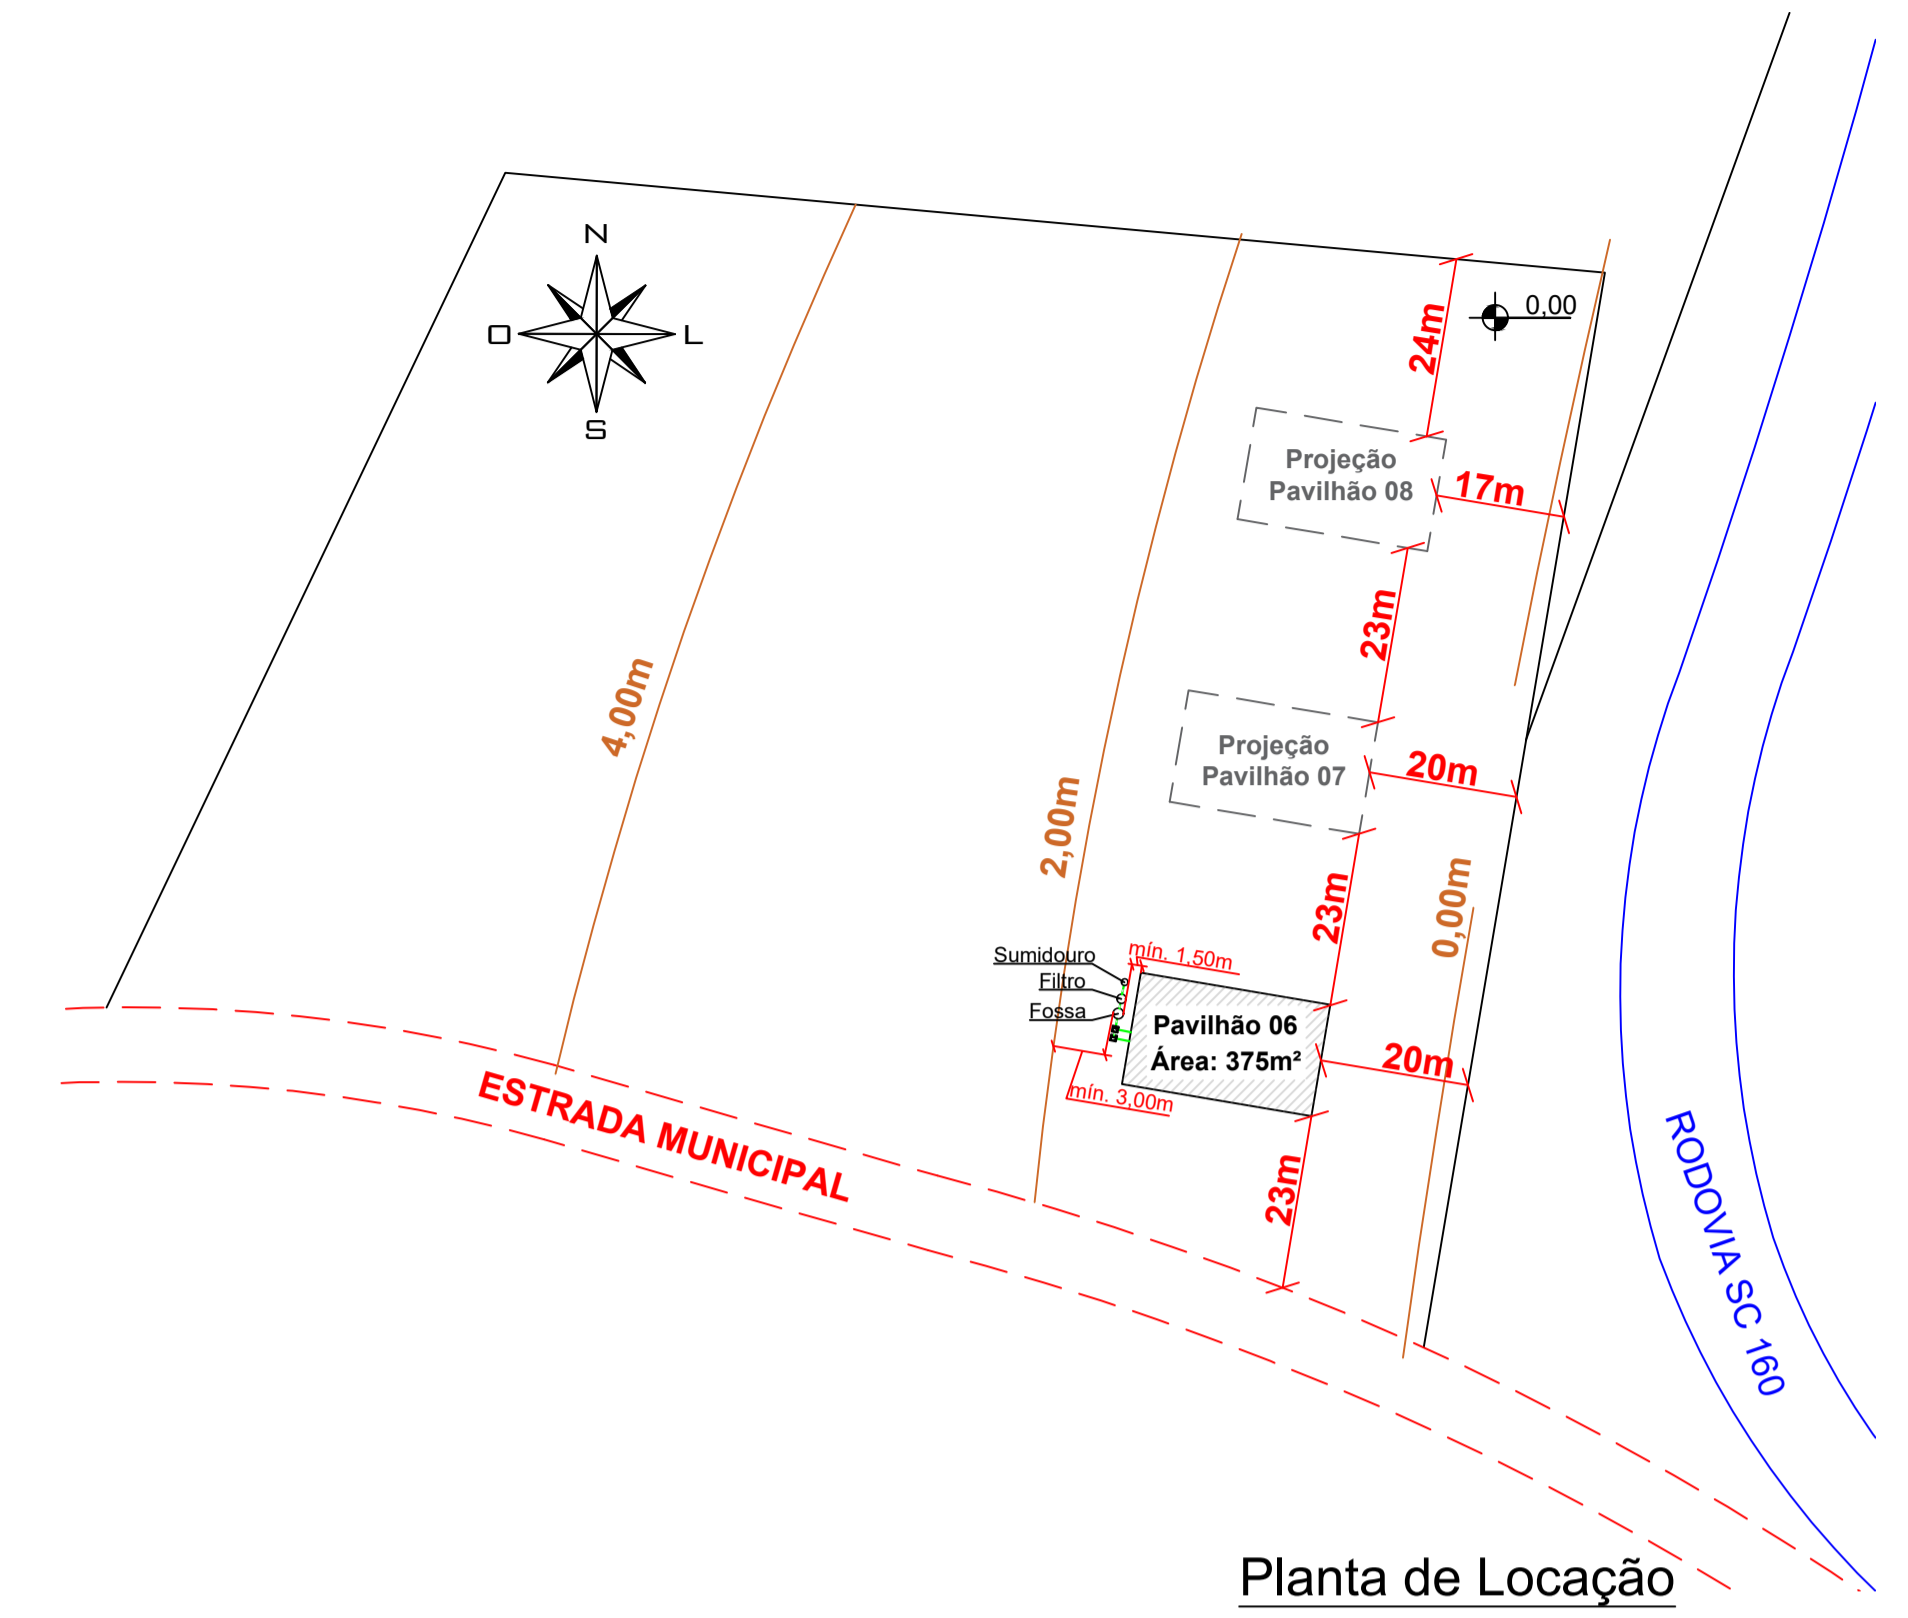 N
O
L
S
0,00
24m
Projeção
Pavilhão 08
17m
23m
4,00m
Projeção
Pavilhão 07
20m
2,00m
23m
0,00m
Sumidouro
mín. 1,50m
Filtro
Fossa
Pavilhão 06
Área: 375m²
20m
mín. 3,00m
ESTRADA MUNICIPAL
23m
RODOVIA SC 160
Planta de Locação